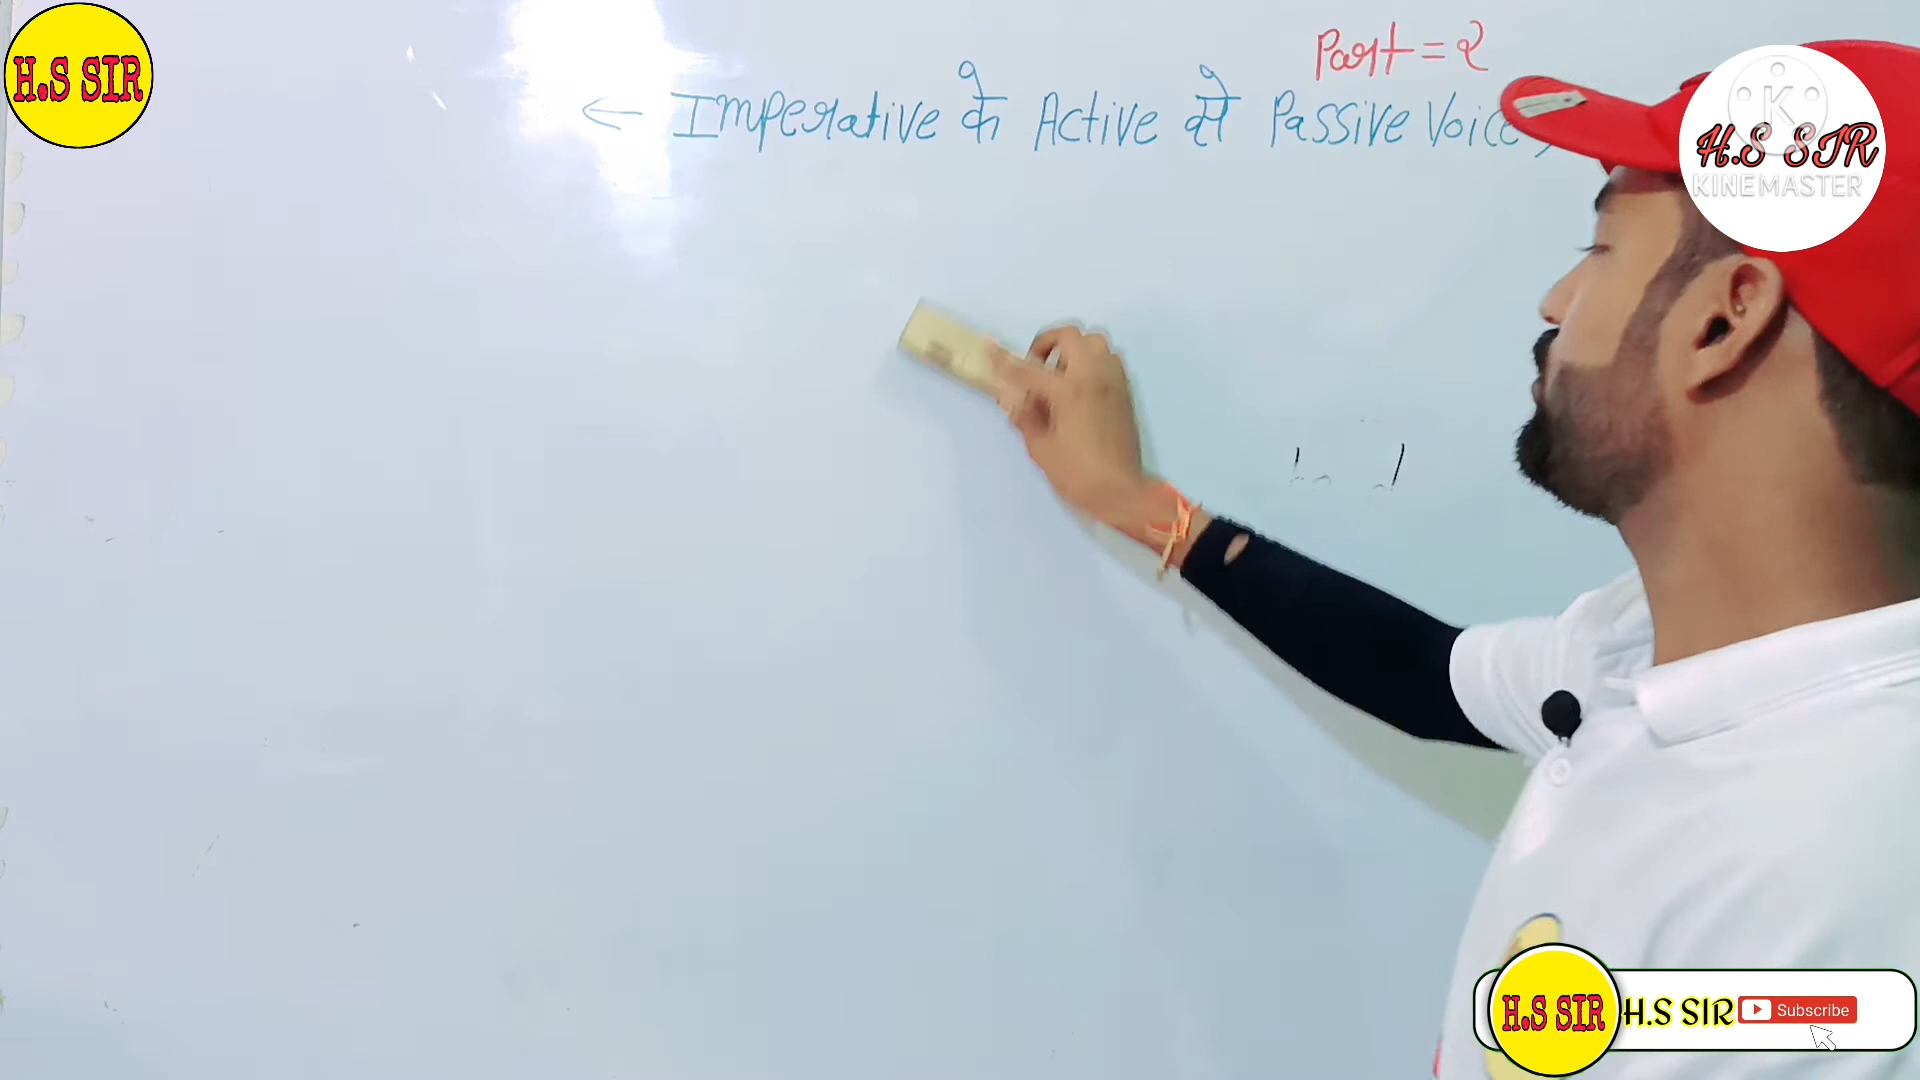 H.S SIR
Part = २
← Imperative के Active से Passive Voice
K
H.S SIR
KINEMASTER
H.S SIR
H.S SIR
Subscribe